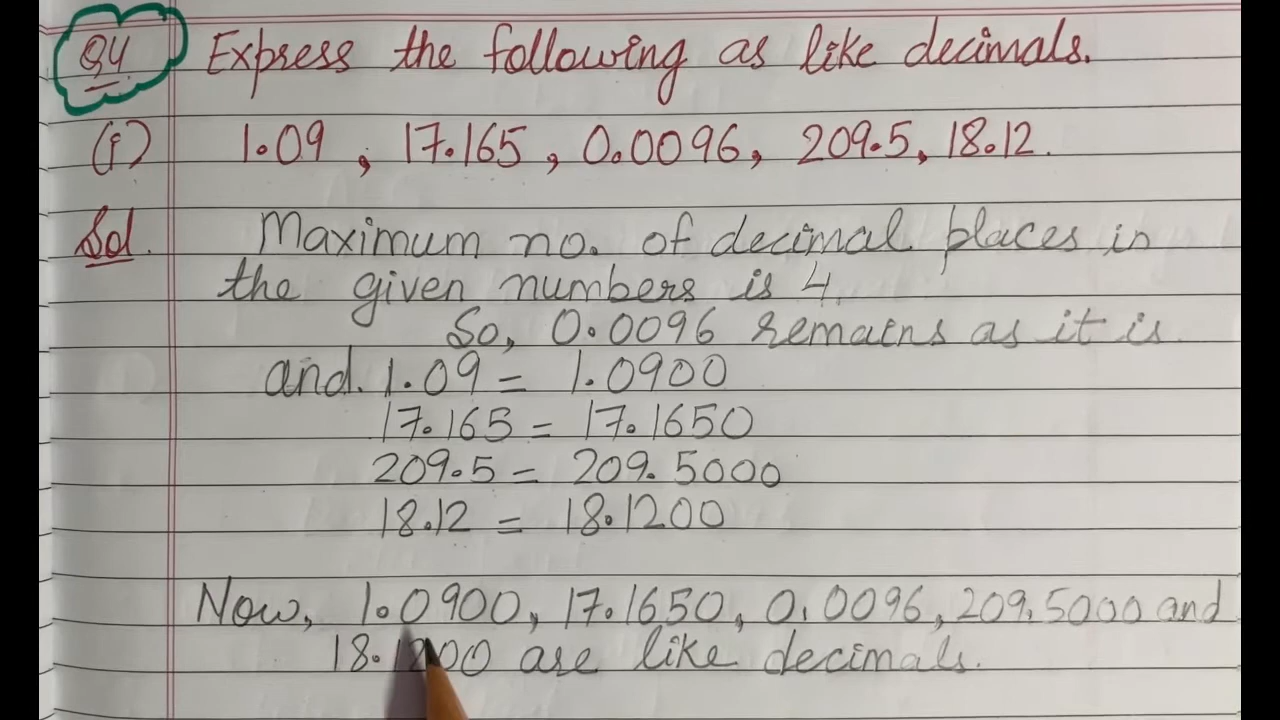 Q4 Express the following as like decimals.
(i) 1.09, 17.165, 0.0096, 209.5, 18.12.
Sol. Maximum no. of decimal places in
the given numbers is 4.
So, 0.0096 remains as it is
and. 1.09 = 1.0900
17.165 = 17.1650
209.5 = 209.5000
18.12 = 18.1200
Now, 1.0900, 17.1650, 0.0096, 209.5000 and
18.1200 are like decimals.